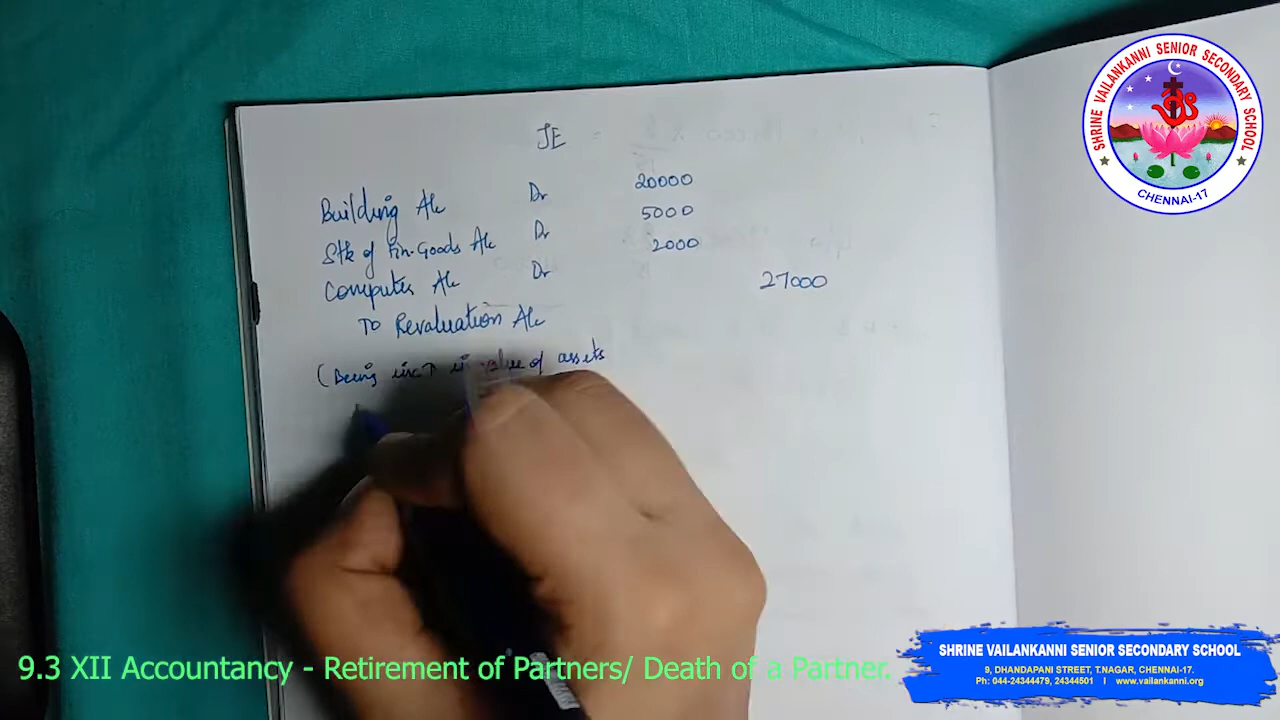 JE
Building A/c Dr 20000
Stk of Fin. Goods A/c Dr 5000
Computer A/c Dr 2000
To Revaluation A/c 27000
(Being inc↑ in value of assets
SHRINE VAILANKANNI SENIOR SECONDARY SCHOOL
CHENNAI-17
9.3 XII Accountancy - Retirement of Partners/ Death of a Partner.
SHRINE VAILANKANNI SENIOR SECONDARY SCHOOL
9, DHANDAPANI STREET, T.NAGAR, CHENNAI-17.
Ph: 044-24344479, 24344501 I www.vailankanni.org